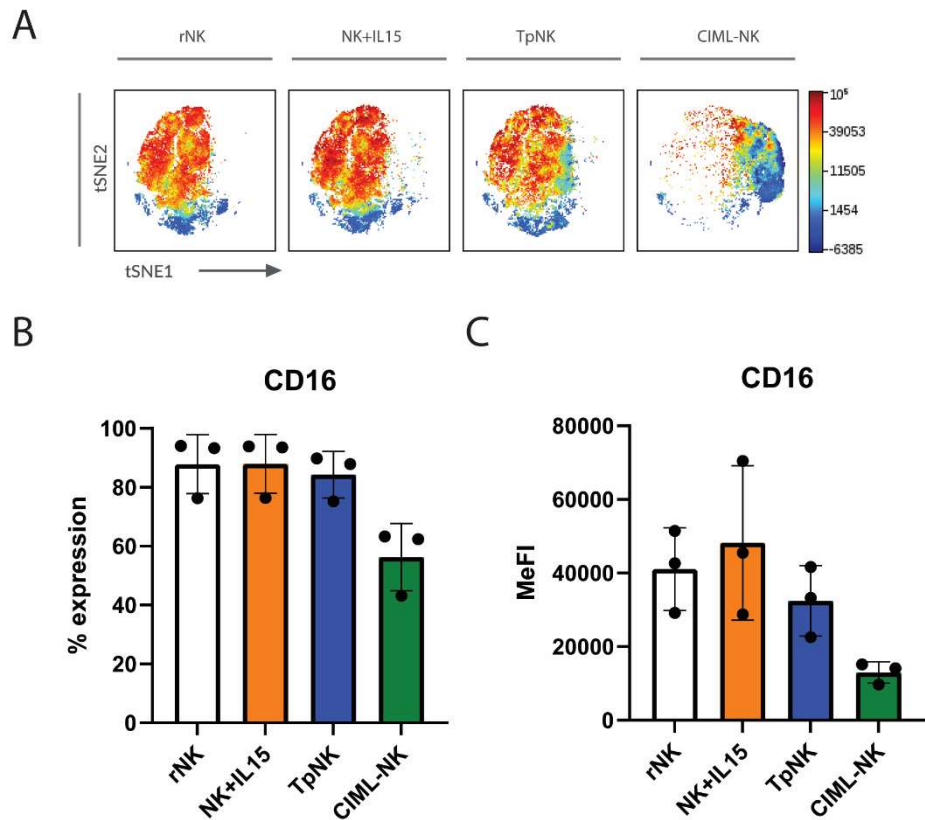 A
rNK
NK+IL15
TpNK
CIML-NK
tSNE2
10⁵
39053
11505
1454
-6385
tSNE1
B
CD16
% expression
100
80
60
40
20
0
rNK
NK+IL15
TpNK
CIML-NK
C
CD16
MeFI
80000
60000
40000
20000
0
rNK
NK+IL15
TpNK
CIML-NK